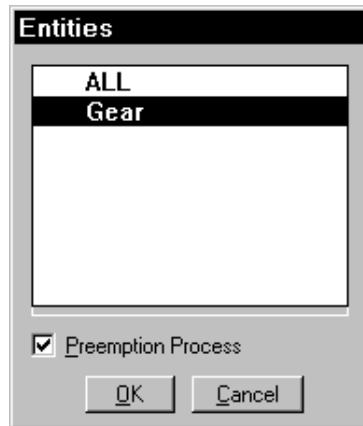 Entities
ALL
Gear
Preemption Process
OK
Cancel